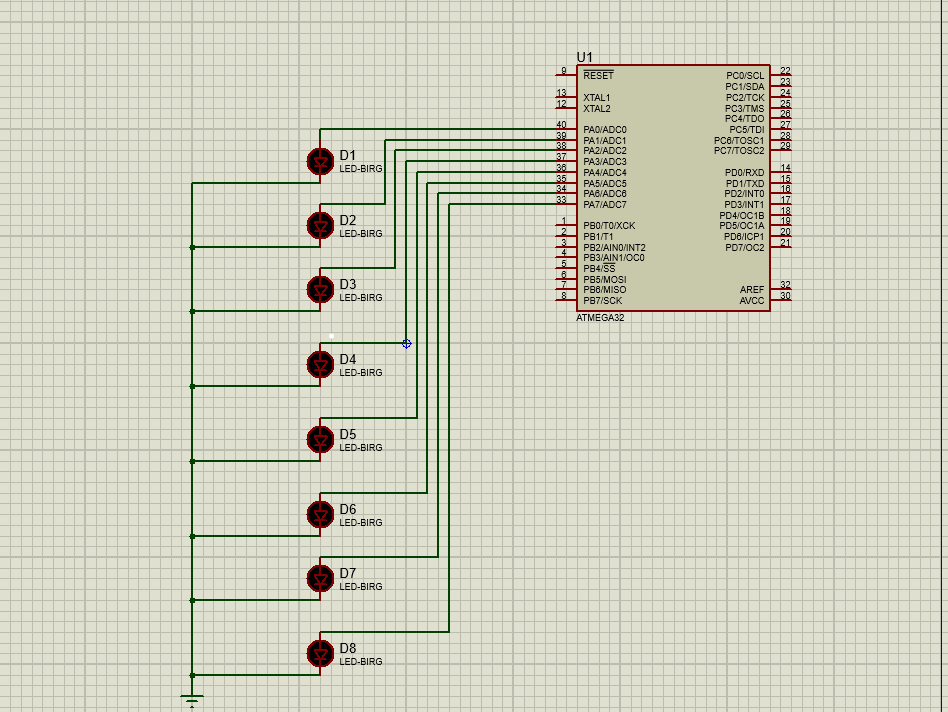 U1
9 RESET PC0/SCL 22
PC1/SDA 23
13 XTAL1 PC2/TCK 24
12 XTAL2 PC3/TMS 25
PC4/TDO 26
40 PA0/ADC0 PC5/TDI 27
39 PA1/ADC1 PC6/TOSC1 28
38 PA2/ADC2 PC7/TOSC2 29
37 PA3/ADC3
36 PA4/ADC4 PD0/RXD 14
35 PA5/ADC5 PD1/TXD 15
34 PA6/ADC6 PD2/INT0 16
33 PA7/ADC7 PD3/INT1 17
PD4/OC1B 18
1 PB0/T0/XCK PD5/OC1A 19
2 PB1/T1 PD6/ICP1 20
3 PB2/AIN0/INT2 PD7/OC2 21
4 PB3/AIN1/OC0
5 PB4/SS
6 PB5/MOSI
7 PB6/MISO AREF 32
8 PB7/SCK AVCC 30
ATMEGA32
D1
LED-BIRG
D2
LED-BIRG
D3
LED-BIRG
D4
LED-BIRG
D5
LED-BIRG
D6
LED-BIRG
D7
LED-BIRG
D8
LED-BIRG